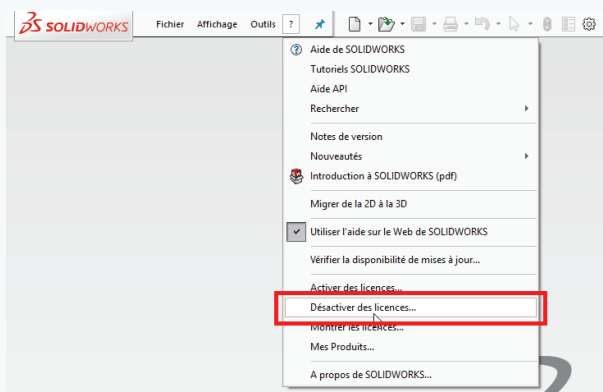 SOLIDWORKS Fichier Affichage Outils ?
Aide de SOLIDWORKS
Tutoriels SOLIDWORKS
Aide API
Rechercher
Notes de version
Nouveautés
Introduction à SOLIDWORKS (pdf)
Migrer de la 2D à la 3D
Utiliser l'aide sur le Web de SOLIDWORKS
Vérifier la disponibilité de mises à jour...
Activer des licences...
Désactiver des licences...
Montrer les licences...
Mes Produits...
A propos de SOLIDWORKS...